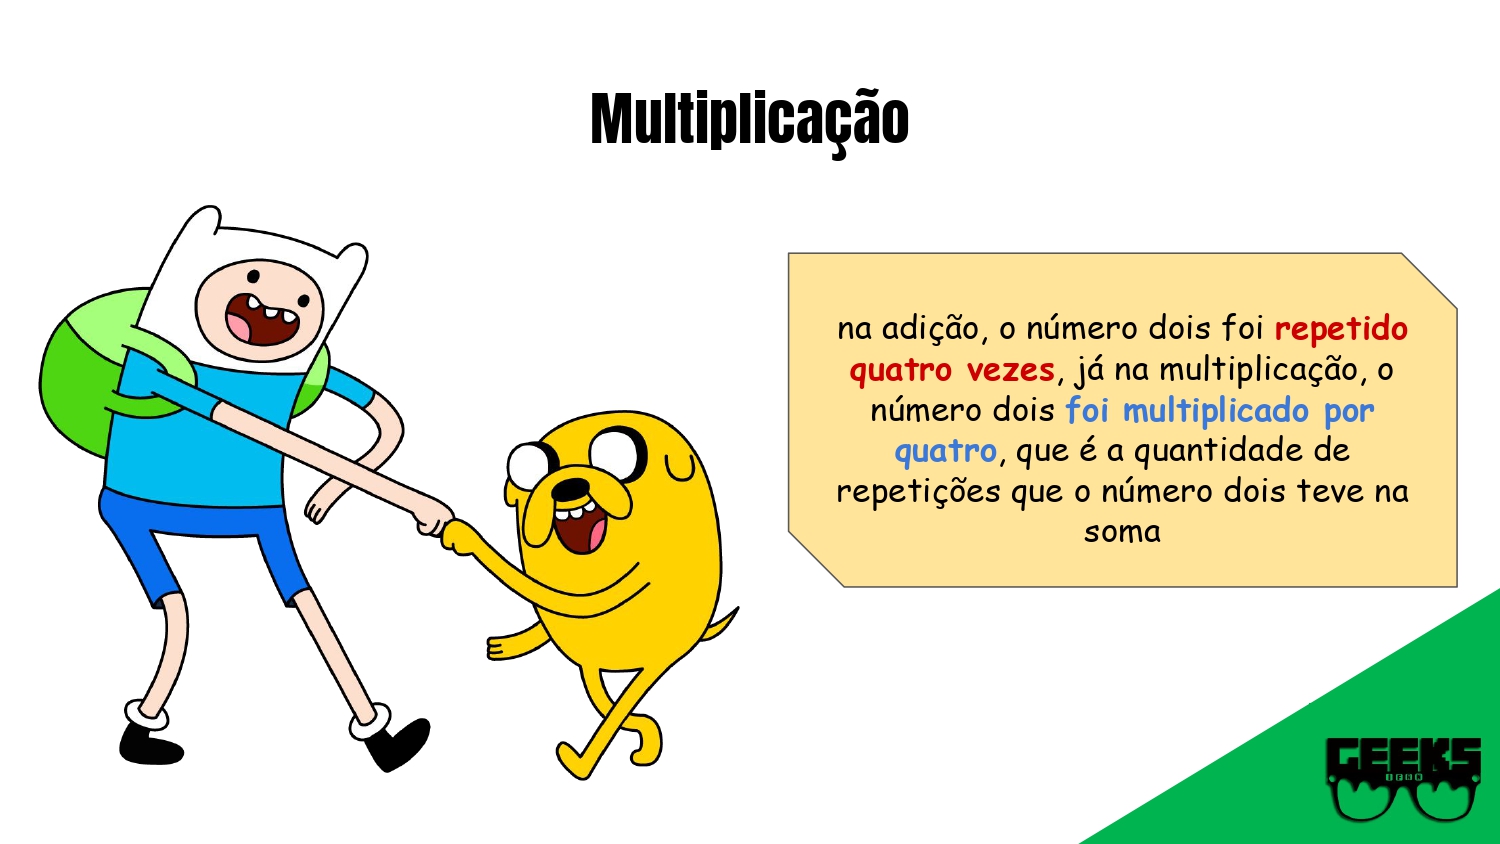 Multiplicação
na adição, o número dois foi repetido
quatro vezes, já na multiplicação, o
número dois foi multiplicado por
quatro, que é a quantidade de
repetições que o número dois teve na
soma
GEEKS
IFRN